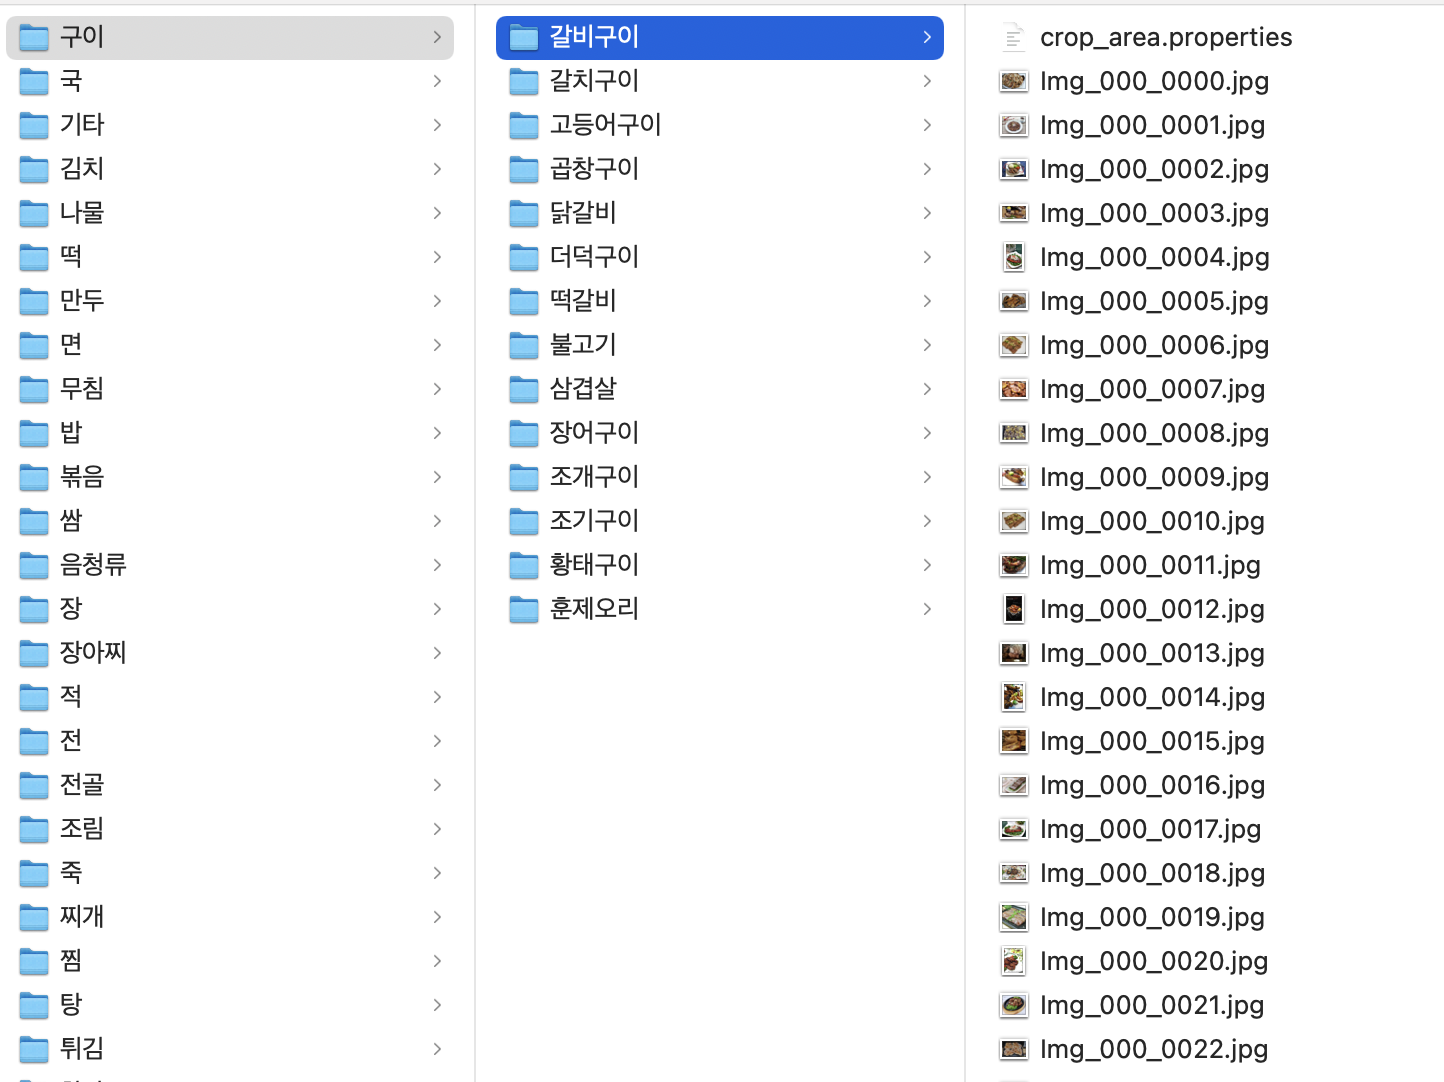 구이
국
기타
김치
나물
떡
만두
면
무침
밥
볶음
쌈
음청류
장
장아찌
적
전
전골
조림
죽
찌개
찜
탕
튀김
갈비구이
갈치구이
고등어구이
곱창구이
닭갈비
더덕구이
떡갈비
불고기
삼겹살
장어구이
조개구이
조기구이
황태구이
훈제오리
crop_area.properties
Img_000_0000.jpg
Img_000_0001.jpg
Img_000_0002.jpg
Img_000_0003.jpg
Img_000_0004.jpg
Img_000_0005.jpg
Img_000_0006.jpg
Img_000_0007.jpg
Img_000_0008.jpg
Img_000_0009.jpg
Img_000_0010.jpg
Img_000_0011.jpg
Img_000_0012.jpg
Img_000_0013.jpg
Img_000_0014.jpg
Img_000_0015.jpg
Img_000_0016.jpg
Img_000_0017.jpg
Img_000_0018.jpg
Img_000_0019.jpg
Img_000_0020.jpg
Img_000_0021.jpg
Img_000_0022.jpg